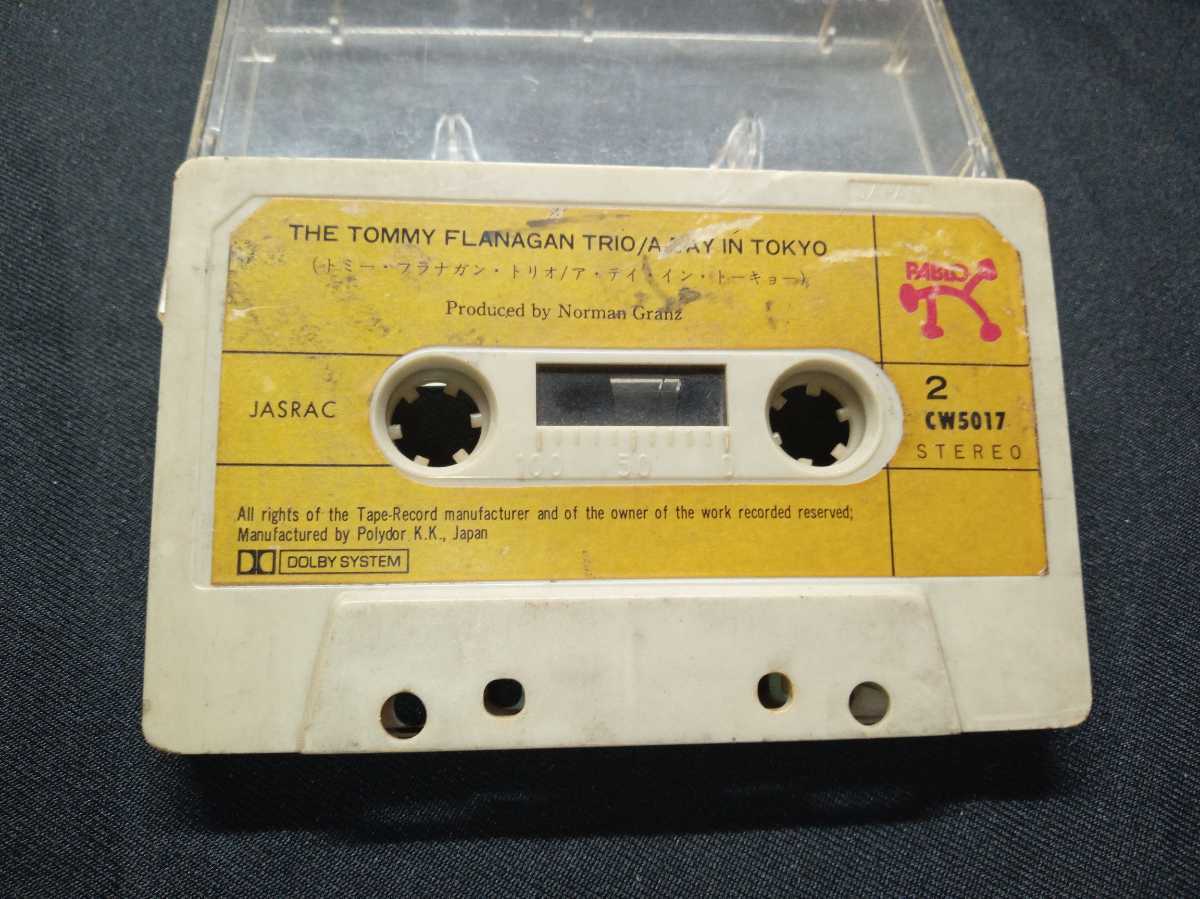 THE TOMMY FLANAGAN TRIO/A DAY IN TOKYO
(トミー・フラナガン・トリオ/ア・デイ・イン・トーキョー)
Produced by Norman Granz
PABLO
JASRAC
2
CW5017
STEREO
100 50 0
All rights of the Tape-Record manufacturer and of the owner of the work recorded reserved;
Manufactured by Polydor K.K., Japan
DOLBY SYSTEM